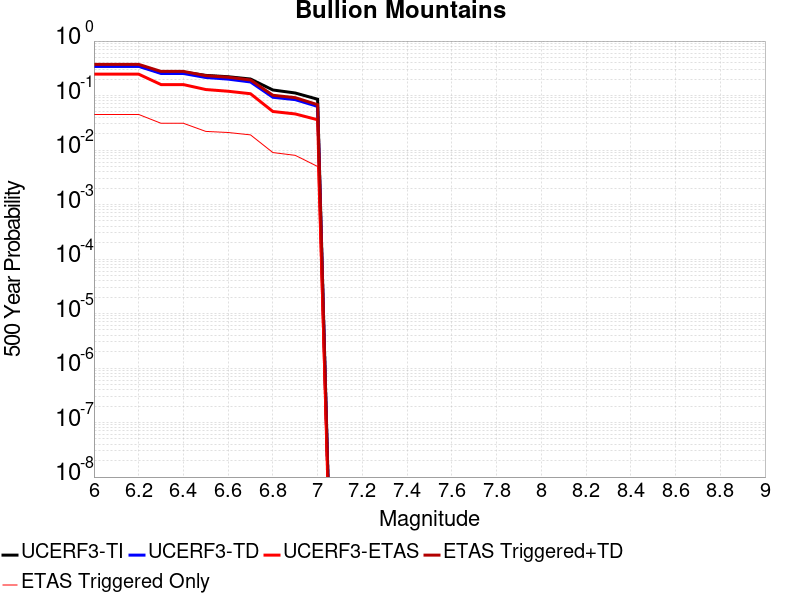 Bullion Mountains
500 Year Probability
10^0
10^-1
10^-2
10^-3
10^-4
10^-5
10^-6
10^-7
10^-8
6 6.2 6.4 6.6 6.8 7 7.2 7.4 7.6 7.8 8 8.2 8.4 8.6 8.8 9
Magnitude
UCERF3-TI UCERF3-TD UCERF3-ETAS ETAS Triggered+TD
ETAS Triggered Only